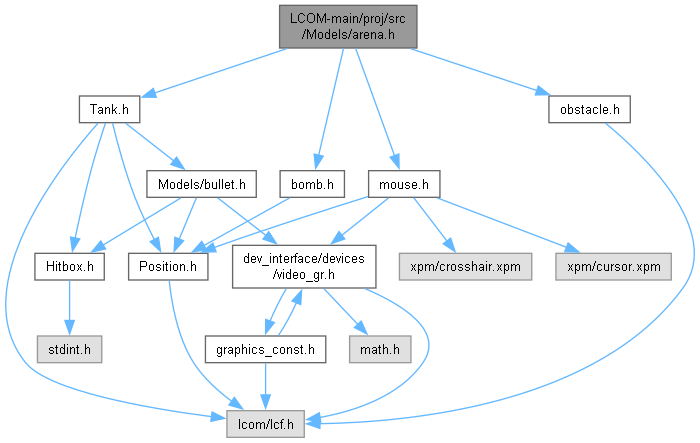 LCOM-main/proj/src
/Models/arena.h
Tank.h
obstacle.h
Models/bullet.h
bomb.h
mouse.h
Hitbox.h
Position.h
dev_interface/devices
/video_gr.h
xpm/crosshair.xpm
xpm/cursor.xpm
stdint.h
graphics_const.h
math.h
lcom/lcf.h